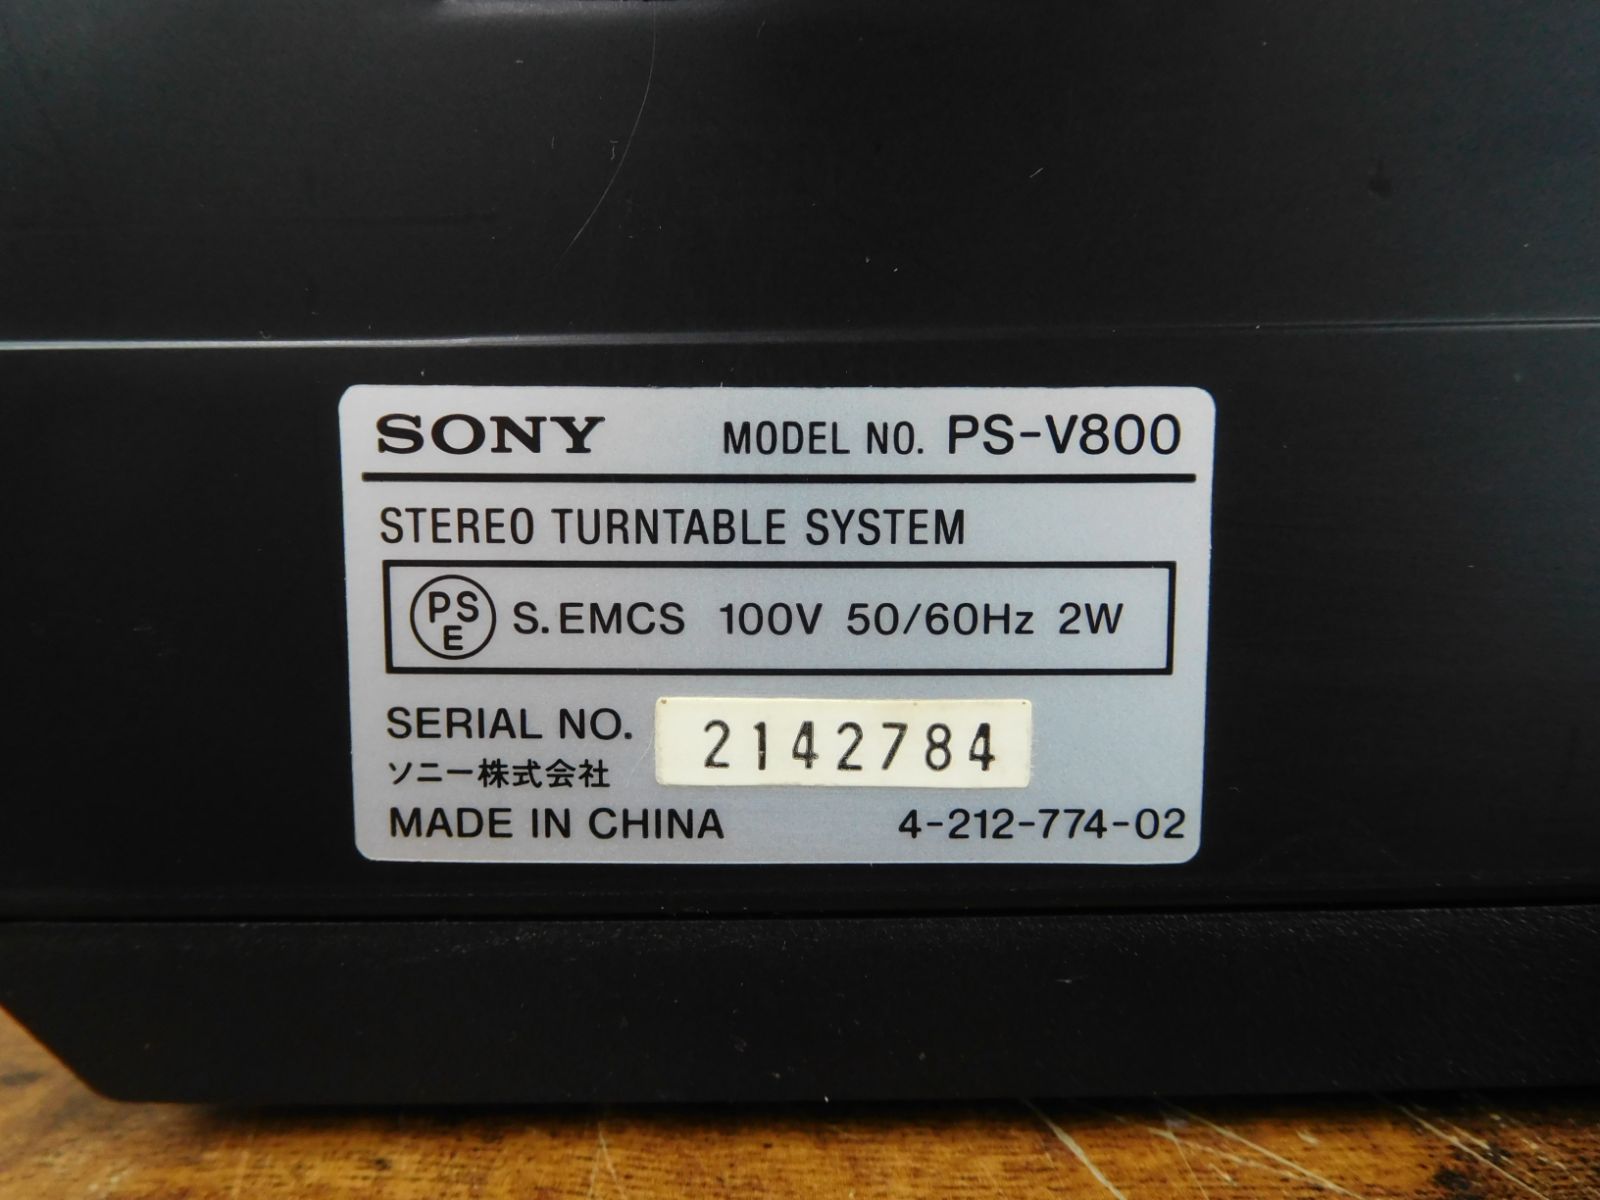 SONY MODEL NO. PS-V800
STEREO TURNTABLE SYSTEM
PSE S.EMCS 100V 50/60Hz 2W
SERIAL NO. 2142784
ソニー株式会社
MADE IN CHINA 4-212-774-02